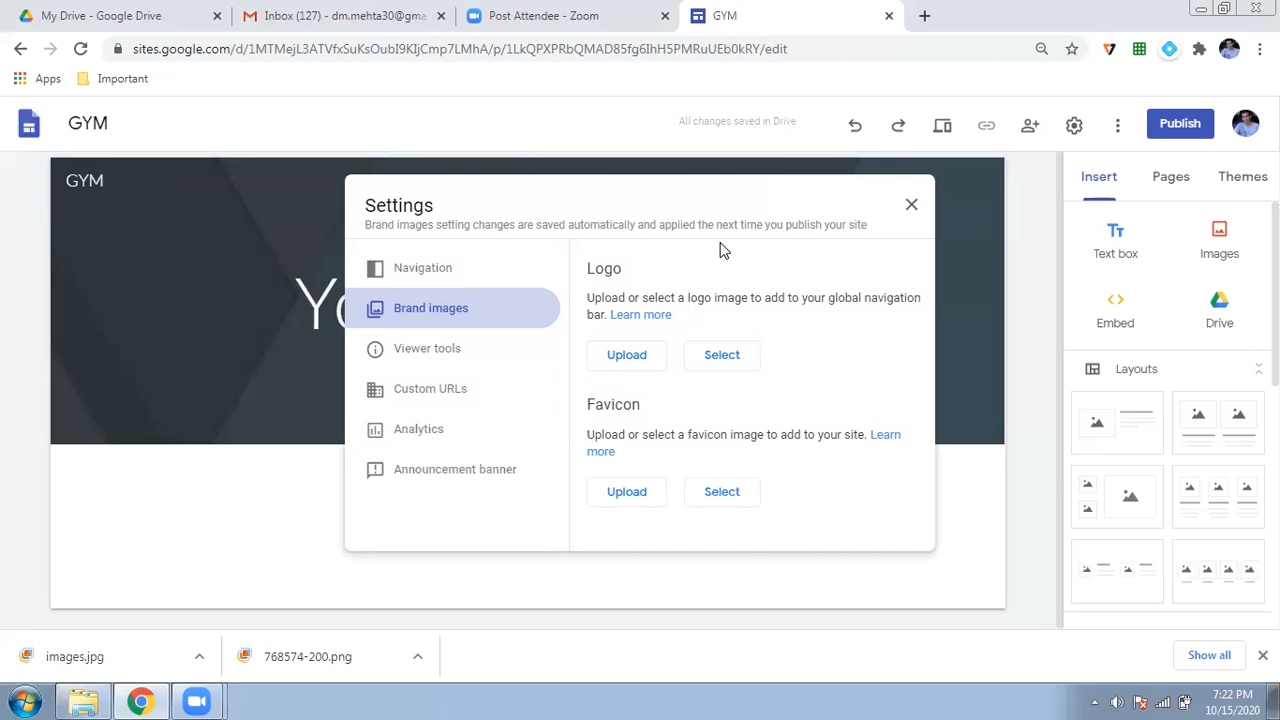 My Drive - Google Drive
Inbox (127) - dm.mehta30@gma
Post Attendee - Zoom
GYM
sites.google.com/d/1MTMejL3ATVfxSuKsOubI9KIjCmp7LMhA/p/1LkQPXPRbQMAD85fg6IhH5PMRuUEb0kRY/edit
Apps
Important
GYM
All changes saved in Drive
Publish
GYM
Settings
Brand images setting changes are saved automatically and applied the next time you publish your site
Navigation
Brand images
Viewer tools
Custom URLs
Analytics
Announcement banner
Logo
Upload or select a logo image to add to your global navigation
bar. Learn more
Upload
Select
Favicon
Upload or select a favicon image to add to your site. Learn
more
Upload
Select
Insert
Pages
Themes
Text box
Images
Embed
Drive
Layouts
images.jpg
768574-200.png
Show all
7:22 PM
10/15/2020